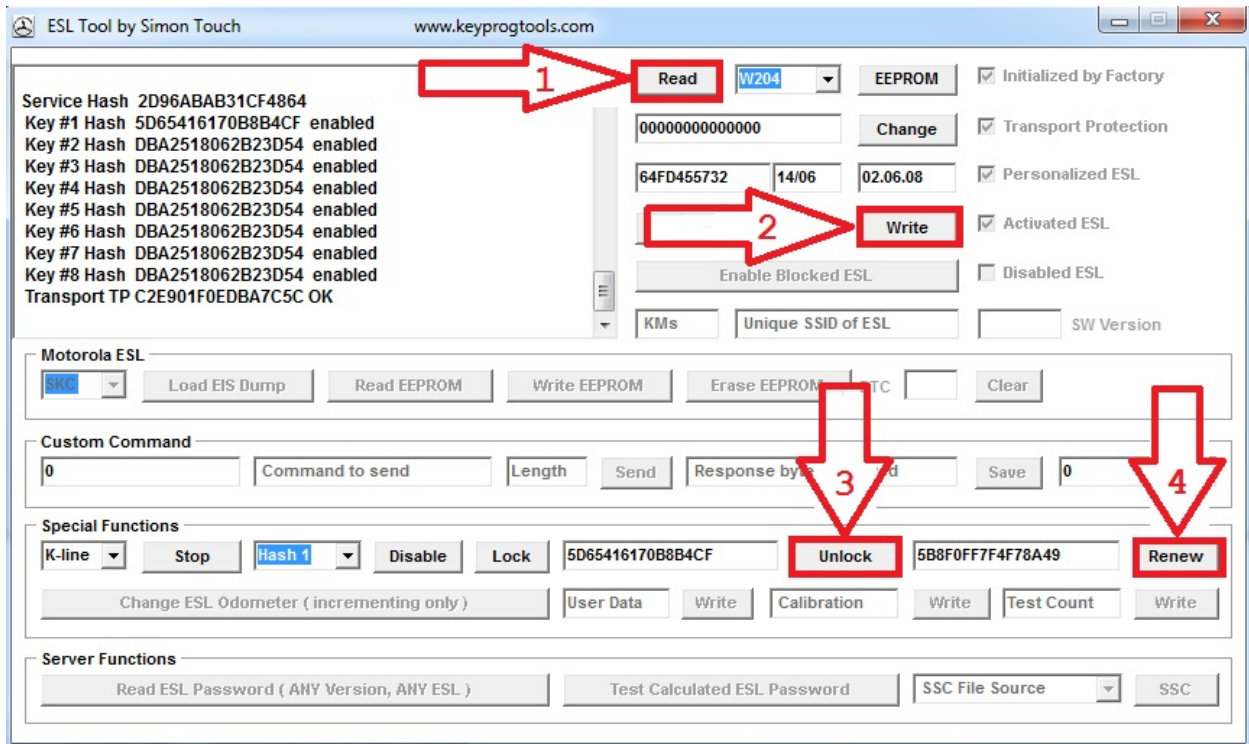 ESL Tool by Simon Touch www.keyprogtools.com
1 Read W204 EEPROM Initialized by Factory
Service Hash 2D96ABAB31CF4864
Key #1 Hash 5D65416170B8B4CF enabled
Key #2 Hash DBA2518062B23D54 enabled
Key #3 Hash DBA2518062B23D54 enabled
Key #4 Hash DBA2518062B23D54 enabled
Key #5 Hash DBA2518062B23D54 enabled
Key #6 Hash DBA2518062B23D54 enabled
Key #7 Hash DBA2518062B23D54 enabled
Key #8 Hash DBA2518062B23D54 enabled
Transport TP C2E901F0EDBA7C5C OK
00000000000000 Change Transport Protection
64FD455732 14/06 02.06.08 Personalized ESL
2 Write Activated ESL
Enable Blocked ESL Disabled ESL
KMs Unique SSID of ESL SW Version
Motorola ESL
SKC Load EIS Dump Read EEPROM Write EEPROM Erase EEPROM Clear
Custom Command
0 Command to send Length Send Response byte 3 Save 0 4
Special Functions
K-line Stop Hash 1 Disable Lock 5D65416170B8B4CF Unlock 5B8F0FF7F4F78A49 Renew
Change ESL Odometer ( incrementing only ) User Data Write Calibration Write Test Count Write
Server Functions
Read ESL Password ( ANY Version, ANY ESL ) Test Calculated ESL Password SSC File Source SSC